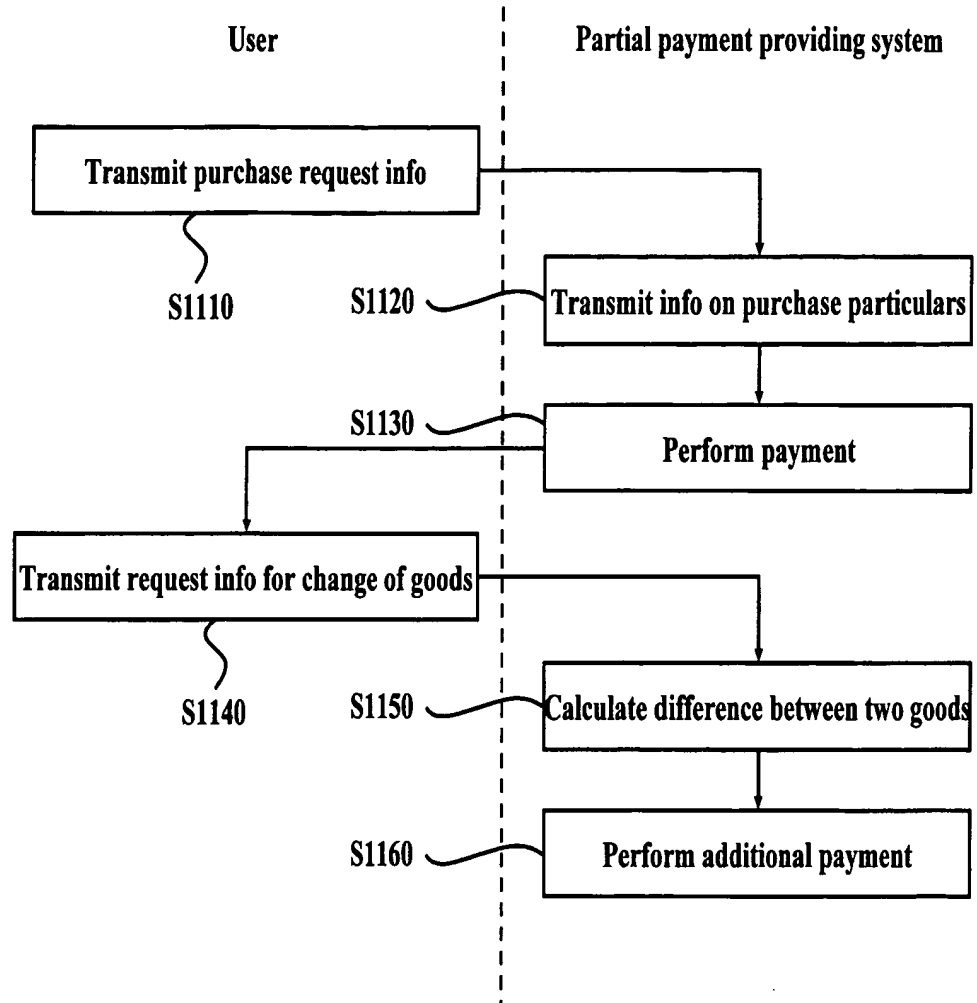 User
Partial payment providing system
Transmit purchase request info
S1110
S1120
Transmit info on purchase particulars
S1130
Perform payment
Transmit request info for change of goods
S1140
S1150
Calculate difference between two goods
S1160
Perform additional payment